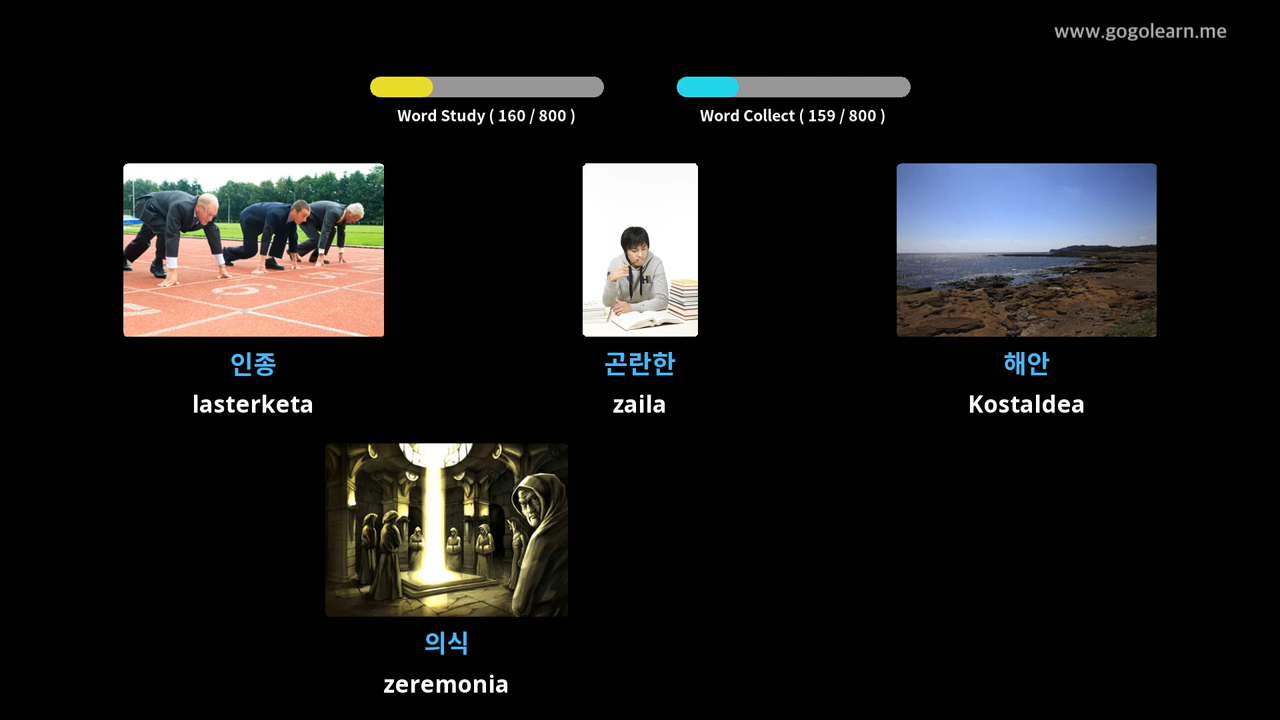 www.gogolearn.me
Word Study ( 160 / 800 )
Word Collect ( 159 / 800 )
인종
lasterketa
곤란한
zaila
해안
Kostaldea
의식
zeremonia